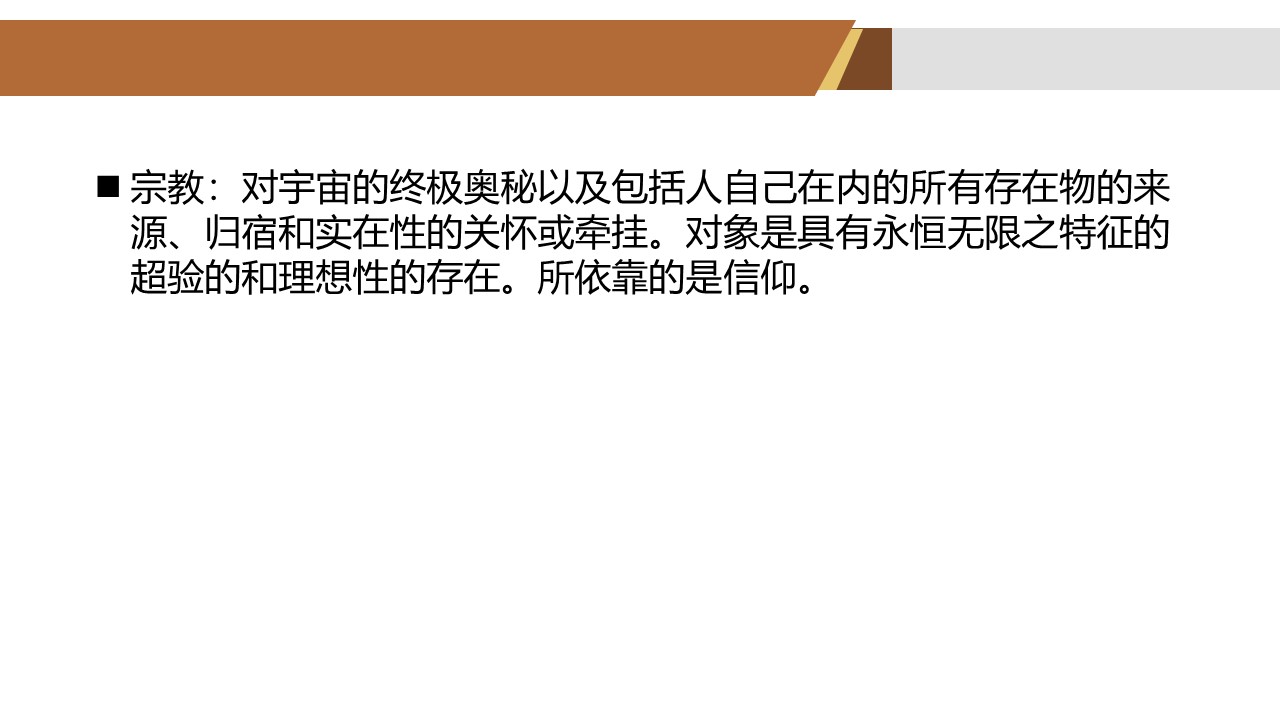 ■ 宗教：对宇宙的终极奥秘以及包括人自己在内的所有存在物的来
源、归宿和实在性的关怀或牵挂。对象是具有永恒无限之特征的
超验的和理想性的存在。所依靠的是信仰。